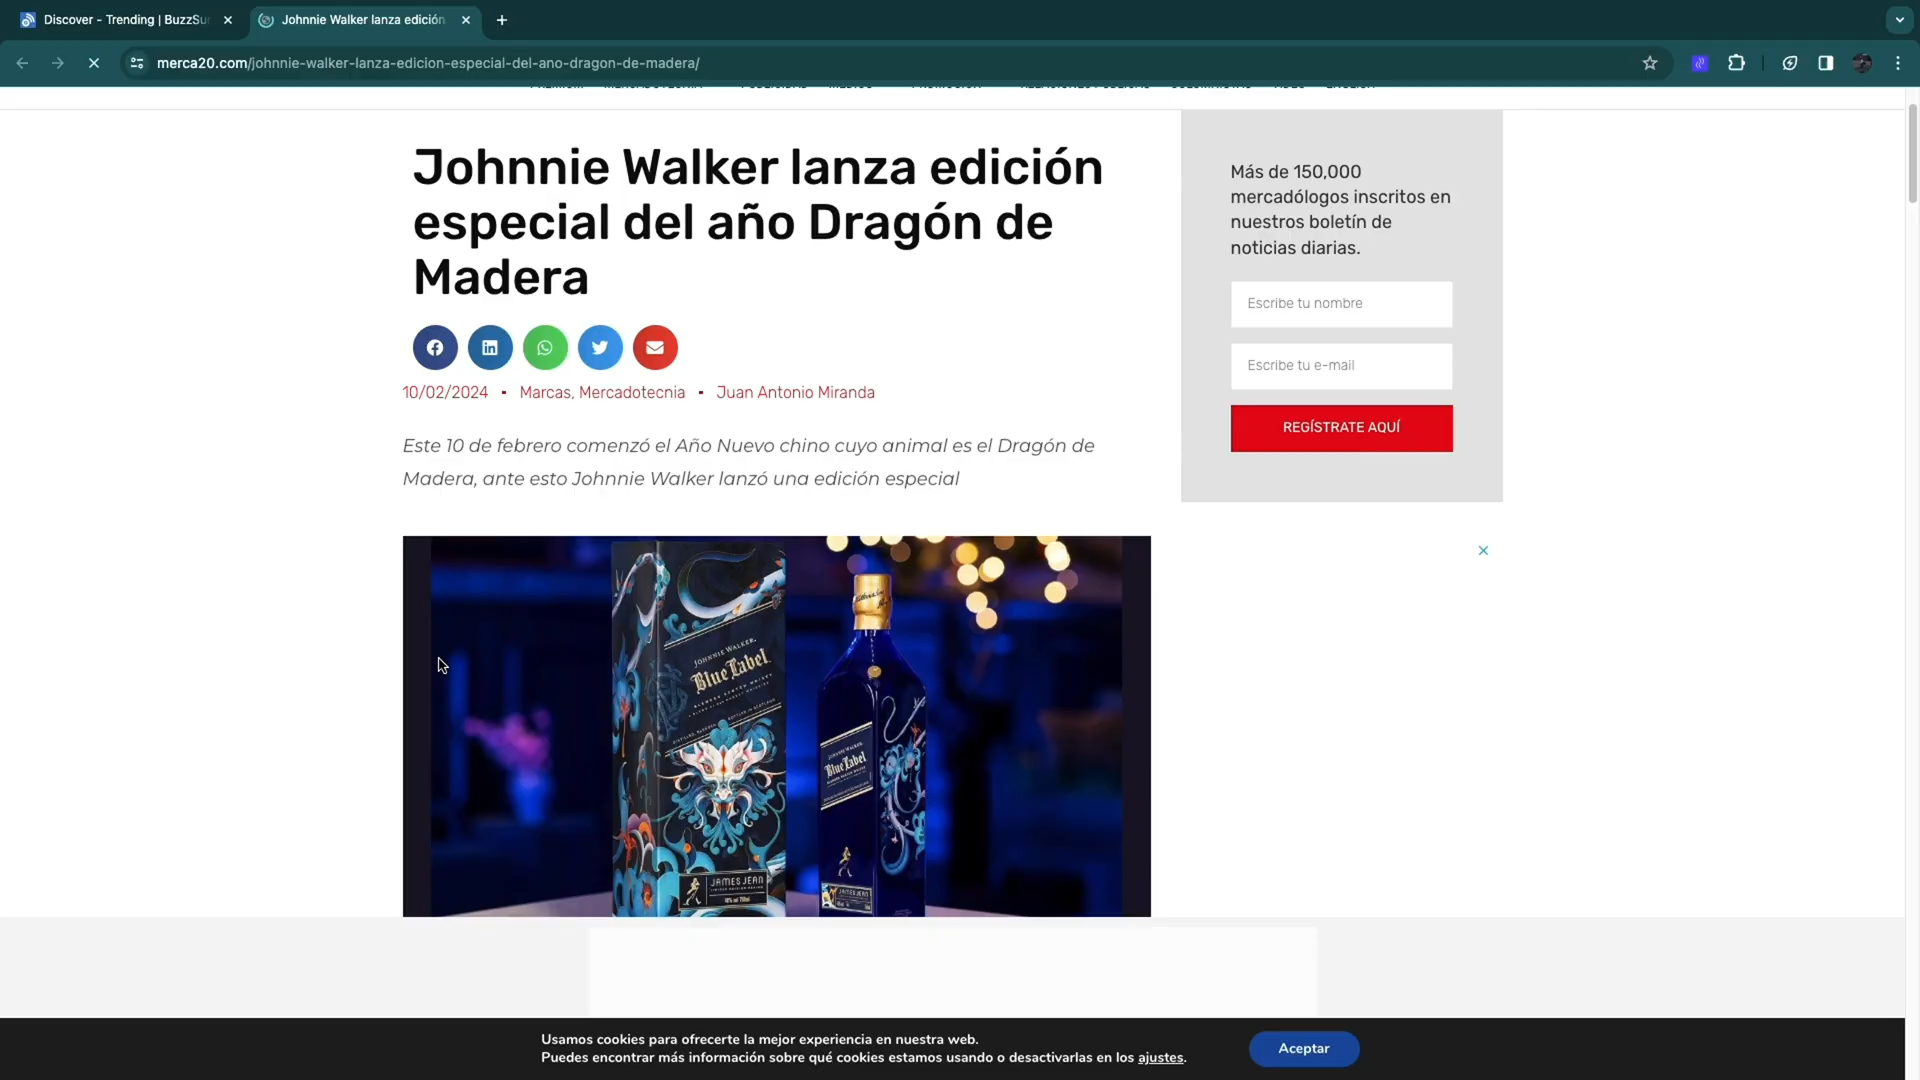 Discover - Trending | BuzzSu
Johnnie Walker lanza edición
merca20.com/johnnie-walker-lanza-edicion-especial-del-ano-dragon-de-madera/
Johnnie Walker lanza edición
especial del año Dragón de
Madera
10/02/2024 ▪ Marcas, Mercadotecnia ▪ Juan Antonio Miranda
Este 10 de febrero comenzó el Año Nuevo chino cuyo animal es el Dragón de
Madera, ante esto Johnnie Walker lanzó una edición especial
Más de 150,000
mercadólogos inscritos en
nuestros boletín de
noticias diarias.
Escribe tu nombre
Escribe tu e-mail
REGÍSTRATE AQUÍ
JOHNNIE WALKER.
Blue Label
JAMES JEAN
JOHNNIE WALKER
Blue Label
JAMES JEAN
Usamos cookies para ofrecerte la mejor experiencia en nuestra web.
Puedes encontrar más información sobre qué cookies estamos usando o desactivarlas en los ajustes.
Aceptar